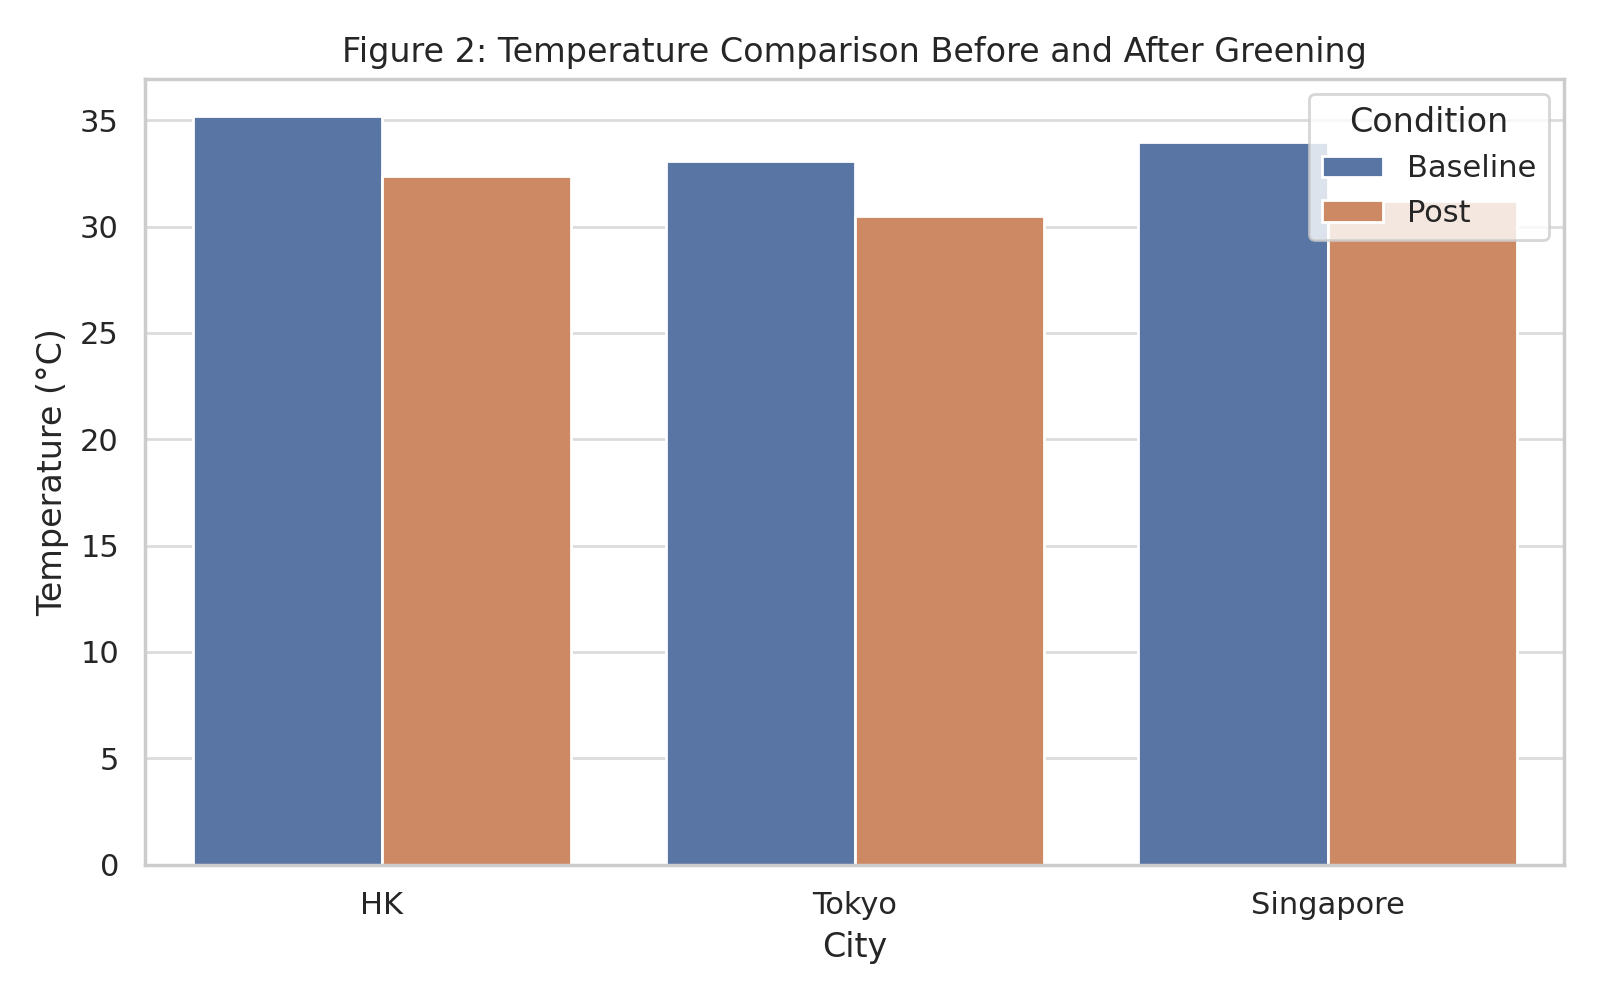 Figure 2: Temperature Comparison Before and After Greening
Condition
Baseline
Post
Temperature (°C)
35
30
25
20
15
10
5
0
HK
Tokyo
Singapore
City